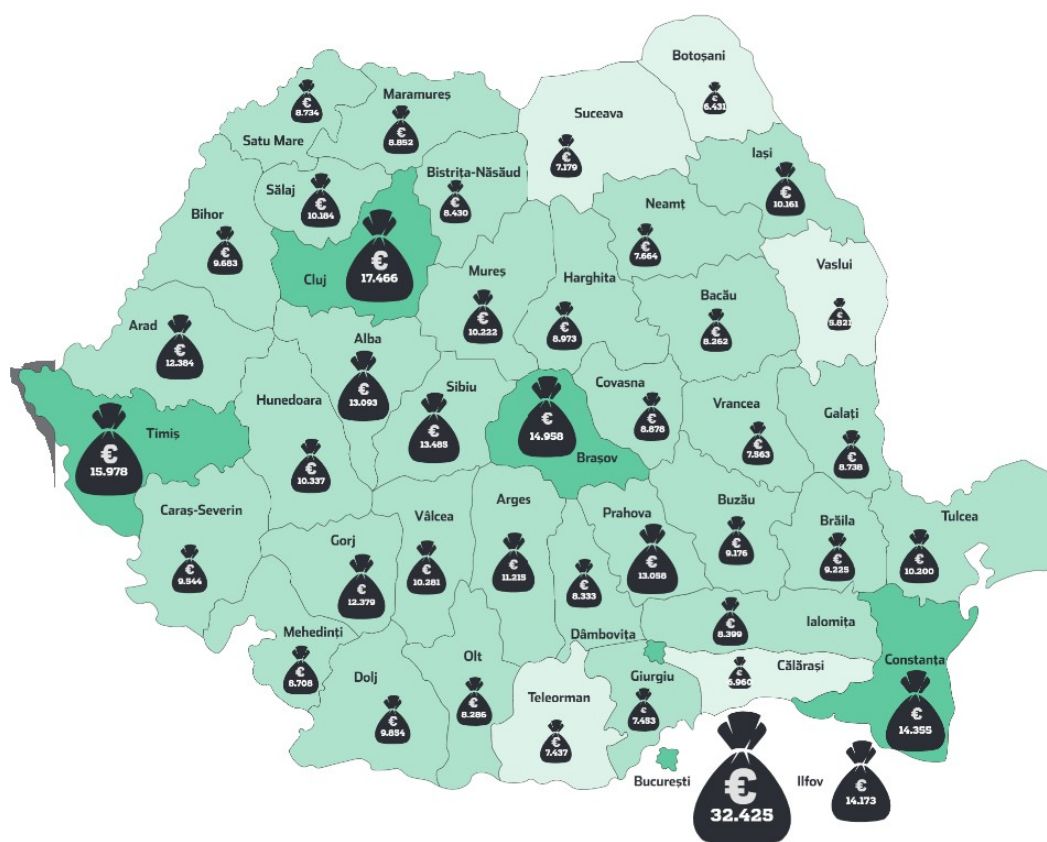 Botoșani
€
6.431
Suceava
€
7.179
Maramureș
€
8.852
€
8.734
Satu Mare
Iași
€
10.161
Bistrița-Năsăud
€
8.430
Sălaj
€
10.184
Neamț
€
7.664
Bihor
€
9.683
Cluj
€
17.466
Vaslui
€
5.821
Mureș
€
10.222
Harghita
€
8.973
Bacău
€
8.262
Arad
€
12.384
Alba
€
13.093
Sibiu
€
13.485
Hunedoara
€
10.337
€
14.958
Brașov
Covasna
€
8.878
Vrancea
€
7.563
Galați
€
8.738
Timiș
€
15.978
Caraș-Severin
€
9.544
Gorj
€
12.379
Vâlcea
€
10.281
Arges
€
11.215
€
8.333
Dâmbovița
Prahova
€
13.058
Buzău
€
9.176
Brăila
€
9.225
Tulcea
€
10.200
€
8.399
Ialomița
Mehedinți
€
8.708
Dolj
€
9.854
Olt
€
8.286
Teleorman
€
7.437
Giurgiu
€
7.453
Călărași
€
6.960
Constanța
€
14.355
București
€
32.425
Ilfov
€
14.173